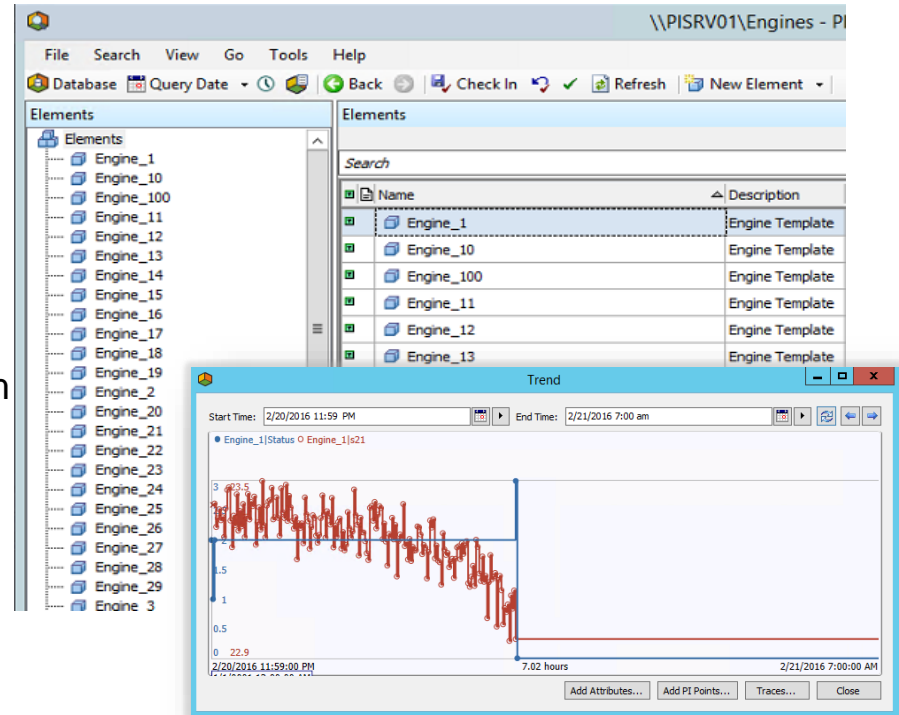 \\PISRV01\Engines - PI
File Search View Go Tools Help
Database Query Date Back Check In Refresh New Element
Elements
Elements
Engine_1
Engine_10
Engine_100
Engine_11
Engine_12
Engine_13
Engine_14
Engine_15
Engine_16
Engine_17
Engine_18
Engine_19
Engine_2
Engine_20
Engine_21
Engine_22
Engine_23
Engine_24
Engine_25
Engine_26
Engine_27
Engine_28
Engine_29
Engine_3
Elements
Search
Name Description
Engine_1 Engine Template
Engine_10 Engine Template
Engine_100 Engine Template
Engine_11 Engine Template
Engine_12 Engine Template
Engine_13 Engine Template
n
Trend
Start Time: 2/20/2016 11:59 PM End Time: 2/21/2016 7:00 am
Engine_1|Status Engine_1|s21
3 23.5
2
1.5
1
0.5
0 22.9
2/20/2016 11:59:00 PM 7.02 hours 2/21/2016 7:00:00 AM
Add Attributes... Add PI Points... Traces... Close